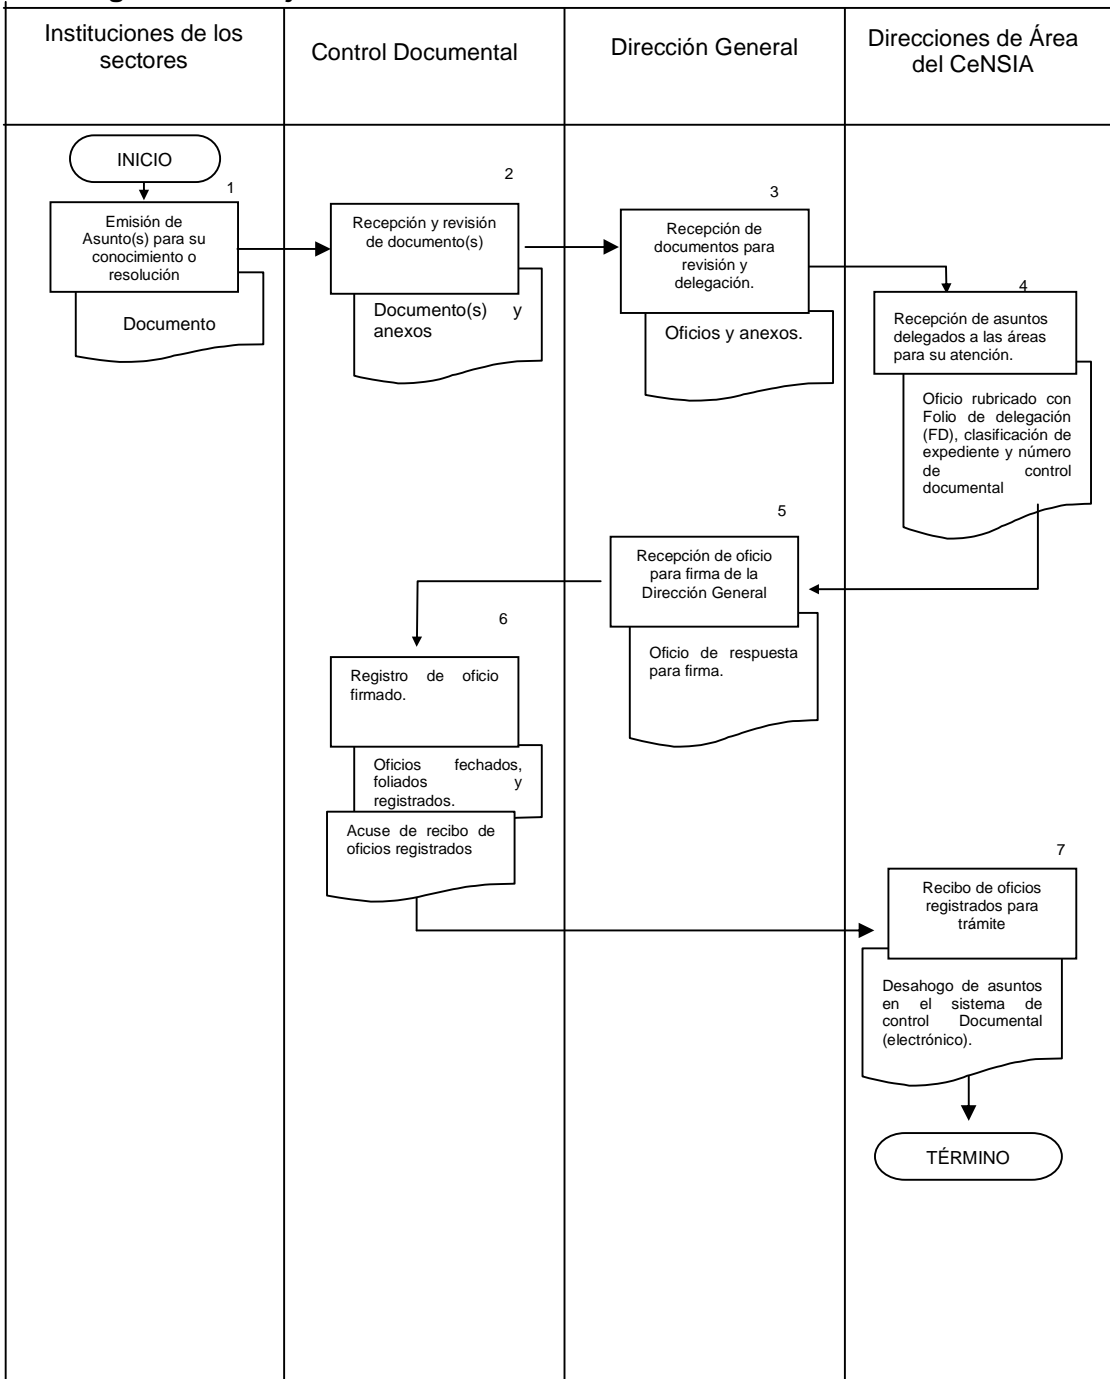 Instituciones de los
sectores
Control Documental
Dirección General
Direcciones de Área
del CeNSIA
INICIO
1
Emisión de
Asunto(s) para su
conocimiento o
resolución
Documento
2
Recepción y revisión
de documento(s)
Documento(s) y
anexos
3
Recepción de
documentos para
revisión y
delegación.
Oficios y anexos.
4
Recepción de asuntos
delegados a las áreas
para su atención.
Oficio rubricado con
Folio de delegación
(FD), clasificación de
expediente y número
de control
documental
5
Recepción de oficio
para firma de la
Dirección General
Oficio de respuesta
para firma.
6
Registro de oficio
firmado.
Oficios fechados,
foliados y
registrados.
Acuse de recibo de
oficios registrados
7
Recibo de oficios
registrados para
trámite
Desahogo de asuntos
en el sistema de
control Documental
(electrónico).
TÉRMINO